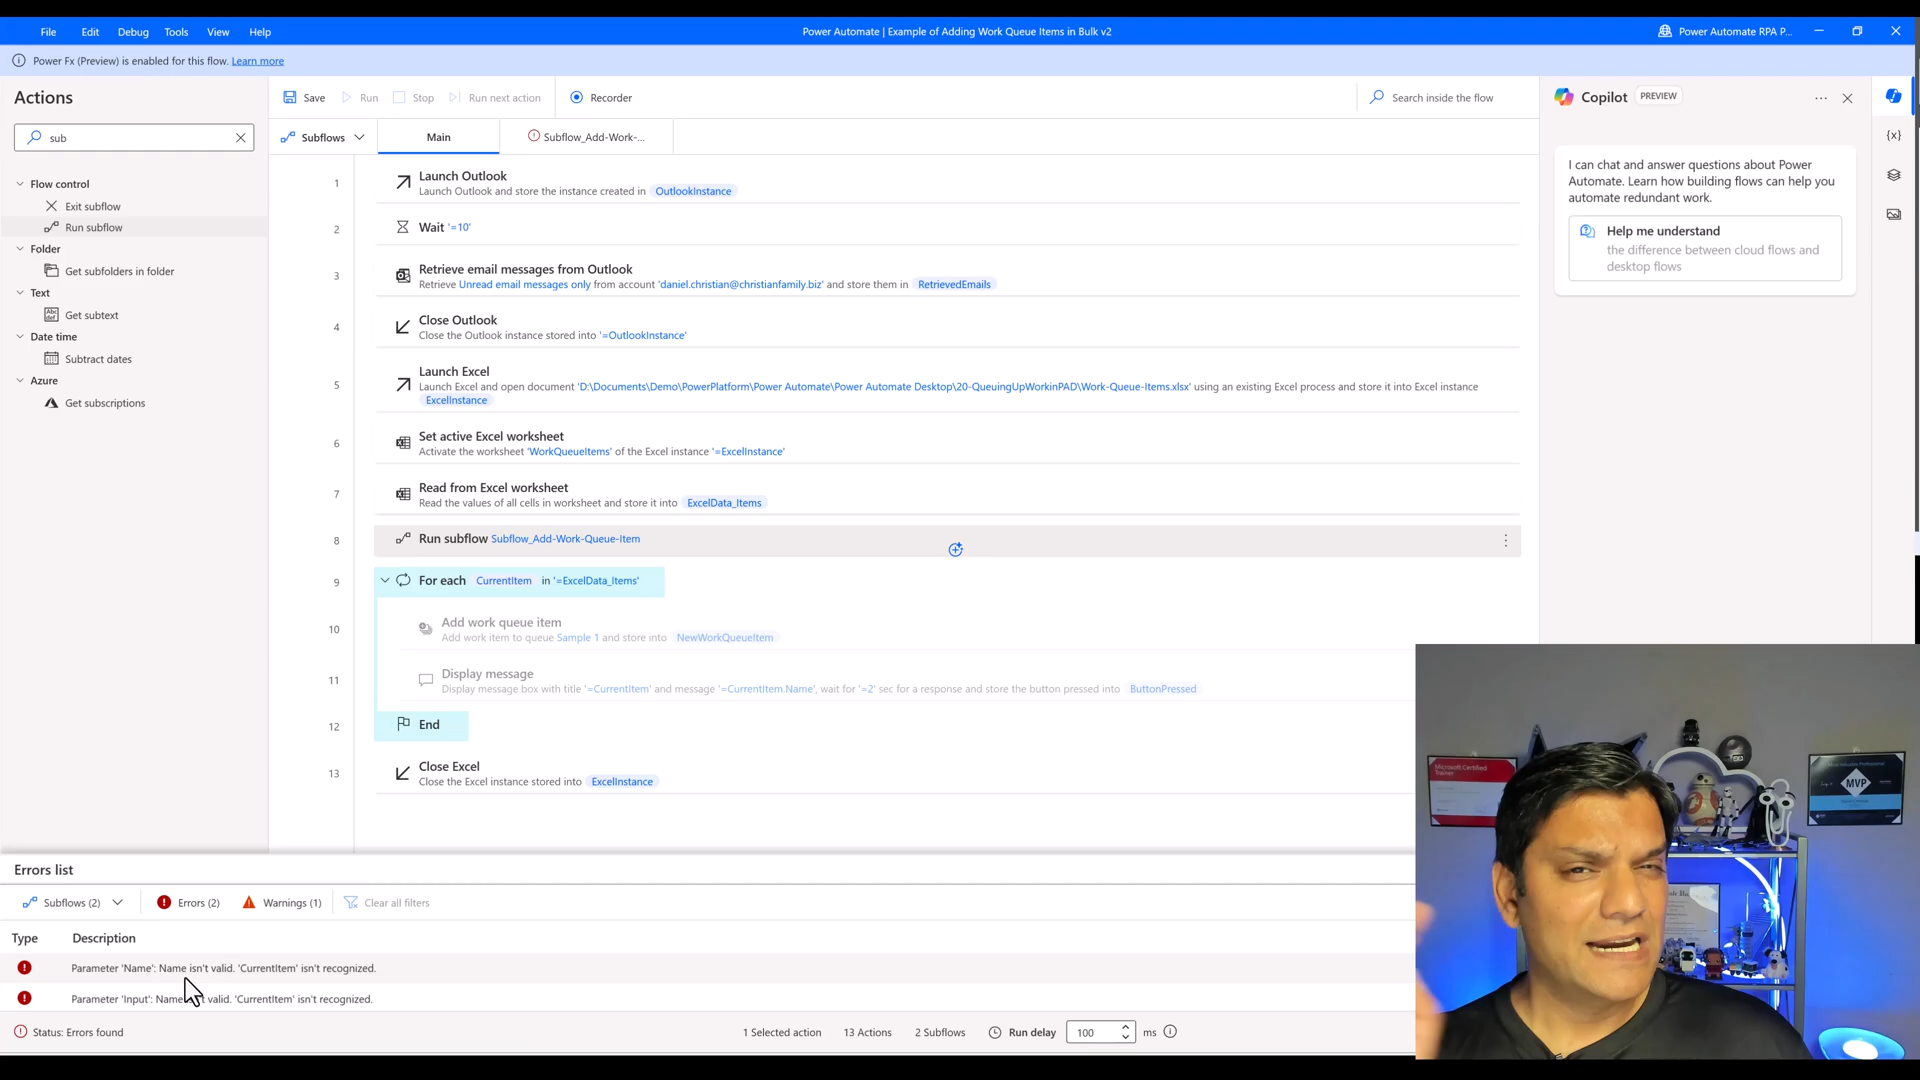 File Edit Debug Tools View Help
Power Automate | Example of Adding Work Queue Items in Bulk v2
Power Automate RPA P...
Power Fx (Preview) is enabled for this flow. Learn more
Actions
sub
Flow control
Exit subflow
Run subflow
Folder
Get subfolders in folder
Text
Get subtext
Date time
Subtract dates
Azure
Get subscriptions
Save Run Stop Run next action Recorder
Search inside the flow
Subflows Main Subflow_Add-Work-...
1
Launch Outlook
Launch Outlook and store the instance created in OutlookInstance
2
Wait '=10'
3
Retrieve email messages from Outlook
Retrieve Unread email messages only from account 'daniel.christian@christianfamily.biz' and store them in RetrievedEmails
4
Close Outlook
Close the Outlook instance stored into '=OutlookInstance'
5
Launch Excel
Launch Excel and open document 'D:\Documents\Demo\PowerPlatform\Power Automate\Power Automate Desktop\20-QueuingUpWorkinPAD\Work-Queue-Items.xlsx' using an existing Excel process and store it into Excel instance
ExcelInstance
6
Set active Excel worksheet
Activate the worksheet 'WorkQueueItems' of the Excel instance '=ExcelInstance'
7
Read from Excel worksheet
Read the values of all cells in worksheet and store it into ExcelData_Items
8
Run subflow Subflow_Add-Work-Queue-Item
9
For each CurrentItem in '=ExcelData_Items'
10
Add work queue item
Add work item to queue Sample 1 and store into NewWorkQueueItem
11
Display message
Display message box with title '=CurrentItem' and message '=CurrentItem.Name', wait for '=2' sec for a response and store the button pressed into ButtonPressed
12
End
13
Close Excel
Close the Excel instance stored into ExcelInstance
Copilot PREVIEW
I can chat and answer questions about Power
Automate. Learn how building flows can help you
automate redundant work.
Help me understand
the difference between cloud flows and
desktop flows
{x}
Microsoft Certified
Trainer
MVP
Errors list
Subflows (2) Errors (2) Warnings (1) Clear all filters
Type Description
Parameter 'Name': Name isn't valid. 'CurrentItem' isn't recognized.
Parameter 'Input': Name valid. 'CurrentItem' isn't recognized.
Status: Errors found
1 Selected action 13 Actions 2 Subflows Run delay 100 ms